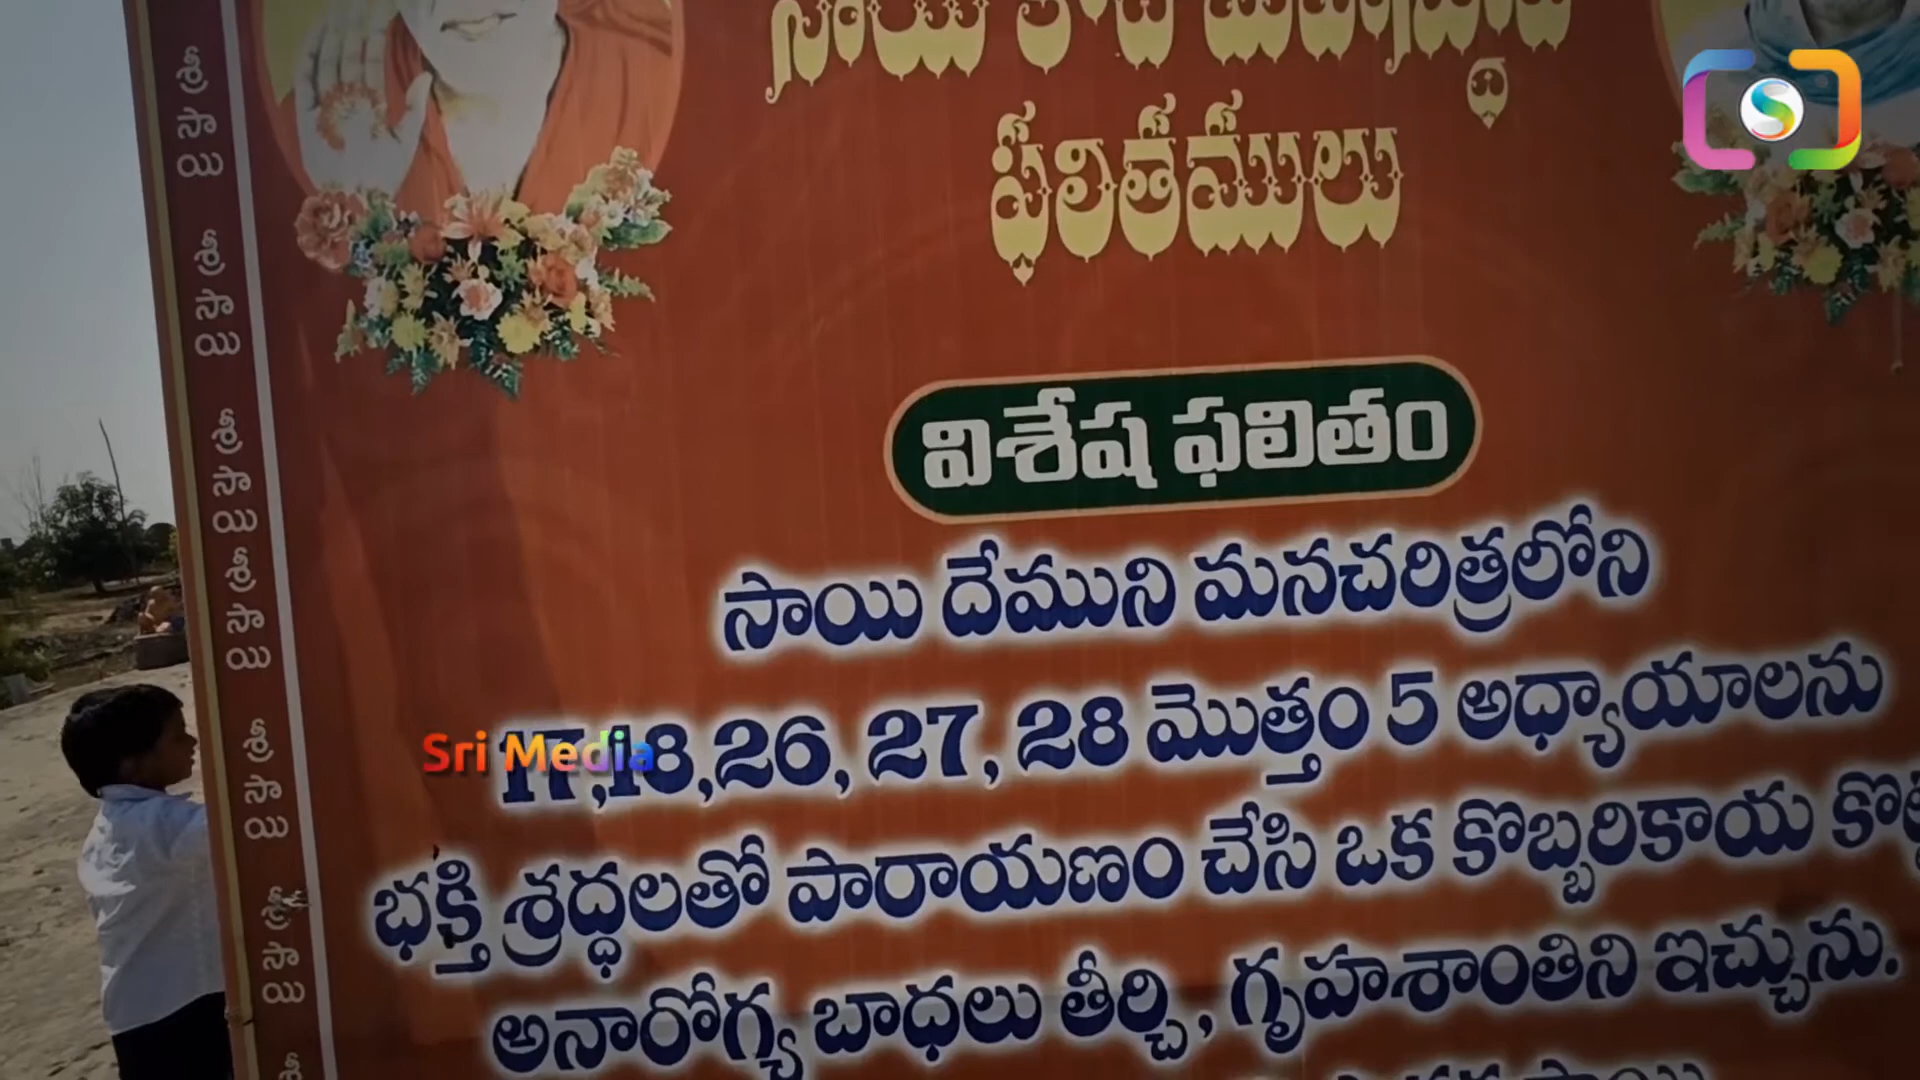 ఫలితములు
విశేష ఫలితం
సాయి దేముని మనచరిత్రలోని
17,18,26, 27, 28 మొత్తం 5 అధ్యాయాలను
భక్తి శ్రద్ధలతో పారాయణం చేసి ఒక కొబ్బరికాయ
అనారోగ్య బాధలు తీర్చి, గృహశాంతిని ఇచ్చును.
శ్రీ సాయి శ్రీ సాయి శ్రీ సాయి శ్రీ సాయి శ్రీ సాయి శ్రీ సాయి శ్రీ
Sri Media
S